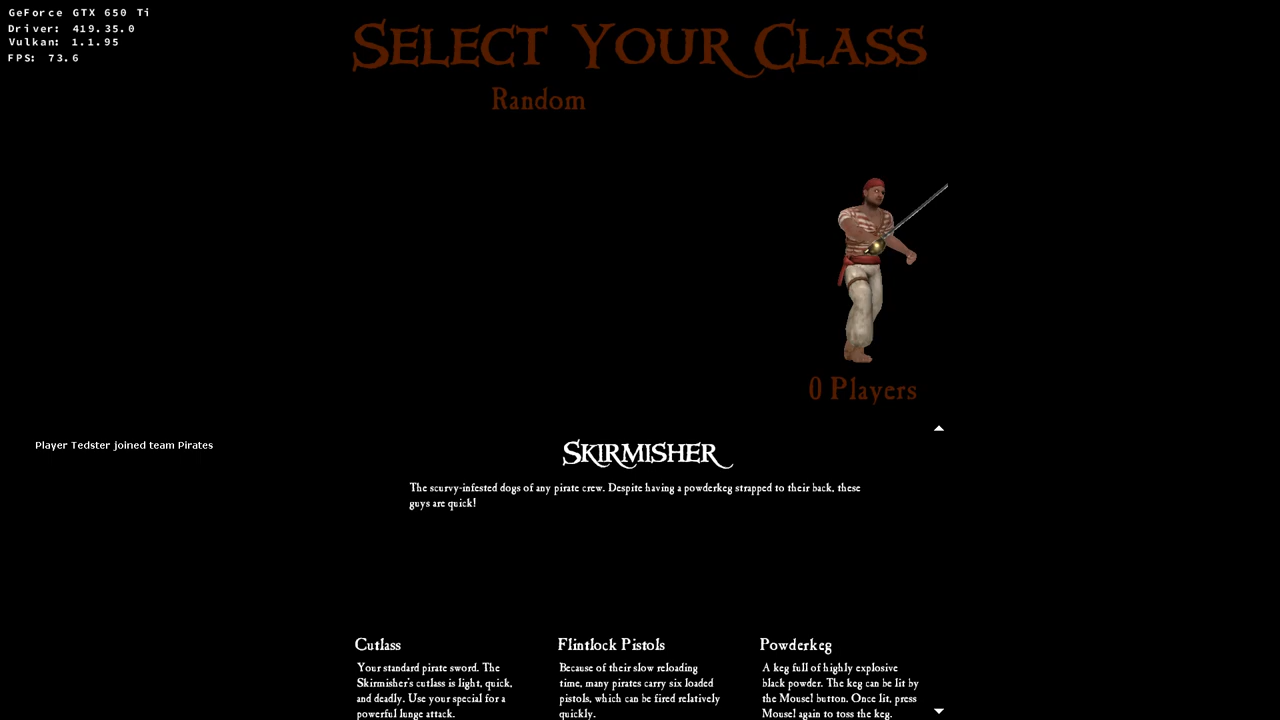 GeForce GTX 650 Ti
Driver: 419.35.0
Vulkan: 1.1.95
FPS: 73.6
Select Your Class
Random
0 Players
Player Tedster joined team Pirates
Skirmisher
The scurvy-infested dogs of any pirate crew. Despite having a powderkeg strapped to their back, these
guys are quick!
Cutlass
Your standard pirate sword. The
Skirmisher's cutlass is light, quick,
and deadly. Use your special for a
powerful lunge attack.
Flintlock Pistols
Because of their slow reloading
time, many pirates carry six loaded
pistols, which can be fired relatively
quickly.
Powderkeg
A keg full of highly explosive
black powder. The keg can be lit by
the Mouse1 button. Once lit, press
Mouse1 again to toss the keg.